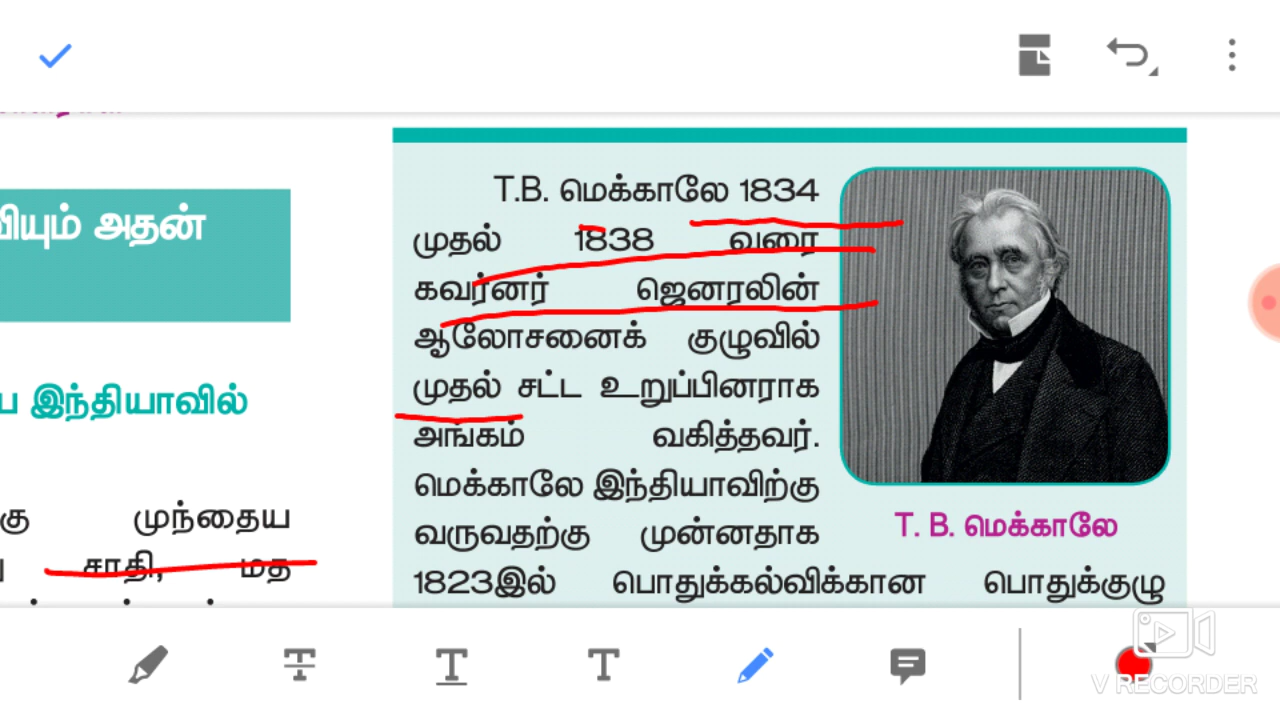 வியும் அதன்
இந்தியாவில்
முந்தைய
சாதி, மத
T.B. மெக்காலே 1834
முதல் 1838 வரை
கவர்னர் ஜெனரலின்
ஆலோசனைக் குழுவில்
முதல் சட்ட உறுப்பினராக
அங்கம் வகித்தவர்.
மெக்காலே இந்தியாவிற்கு
வருவதற்கு முன்னதாக
1823இல் பொதுக்கல்விக்கான பொதுக்குழு
T. B. மெக்காலே
V RECORDER